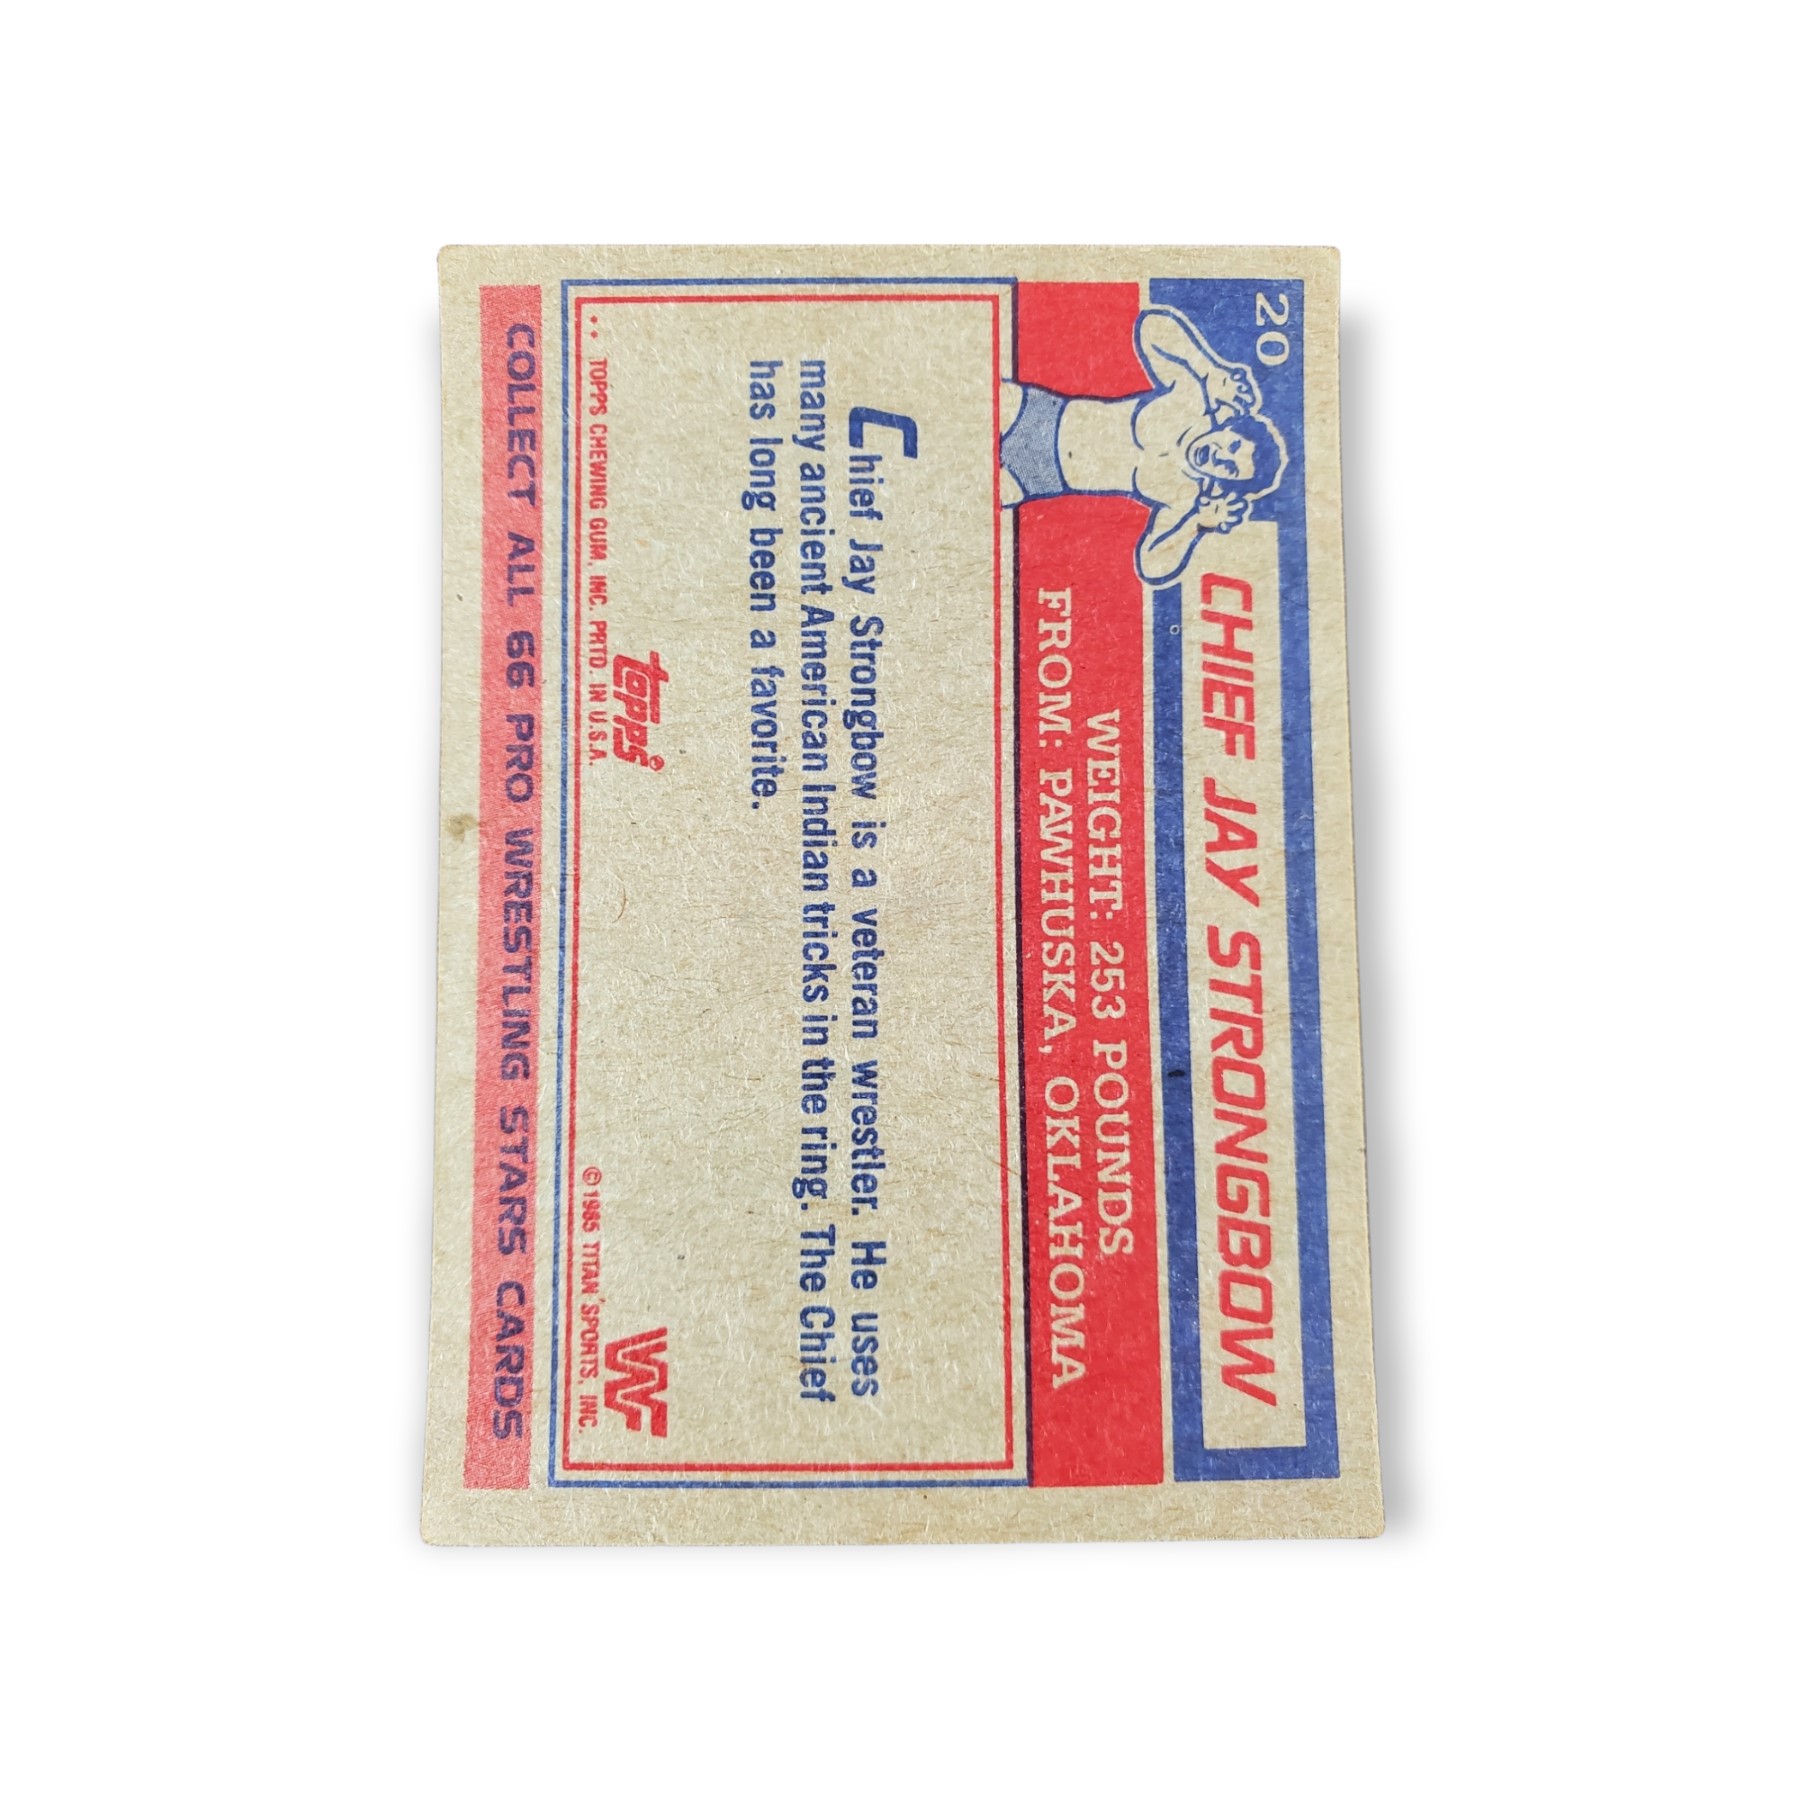 20
CHIEF JAY STRONGBOW
WEIGHT: 253 POUNDS
FROM: PAWHUSKA, OKLAHOMA
Chief Jay Strongbow is a veteran wrestler. He uses
many ancient American Indian tricks in the ring. The Chief
has long been a favorite.
topps®
WF
** TOPPS CHEWING GUM, INC. PRTD. IN U.S.A.
© 1985 TITAN SPORTS, INC.
COLLECT ALL 66 PRO WRESTLING STARS CARDS